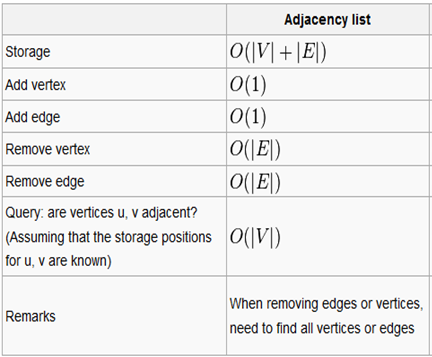 Adjacency list
Storage O(|V| + |E|)
Add vertex O(1)
Add edge O(1)
Remove vertex O(|E|)
Remove edge O(|E|)
Query: are vertices u, v adjacent?
(Assuming that the storage positions
for u, v are known)
O(|V|)
Remarks
When removing edges or vertices,
need to find all vertices or edges